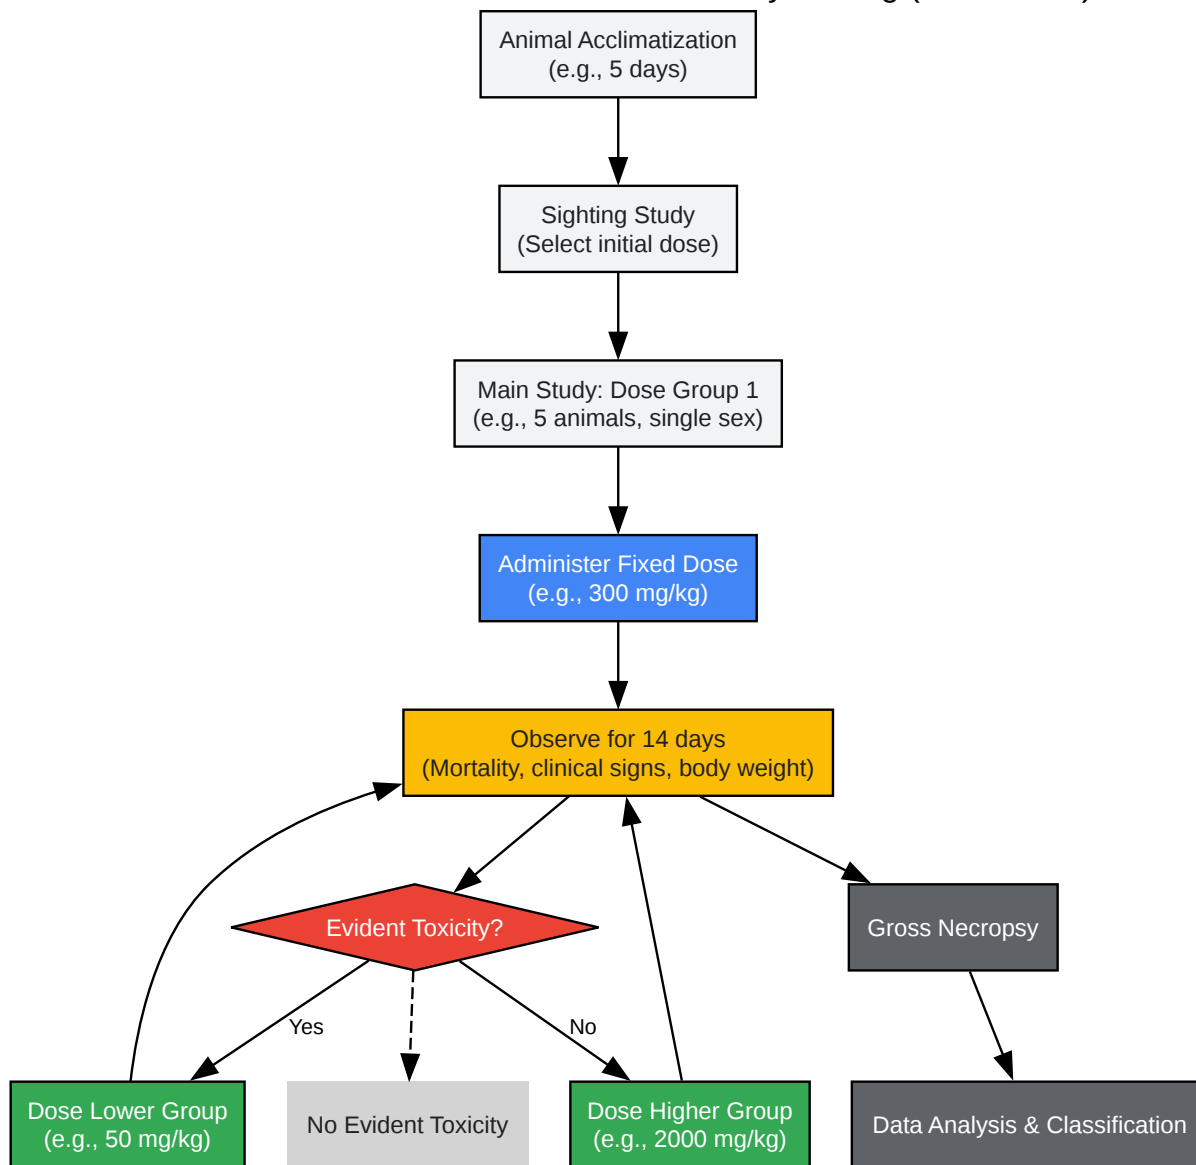 Animal Acclimatization
(e.g., 5 days)
Sighting Study
(Select initial dose)
Main Study: Dose Group 1
(e.g., 5 animals, single sex)
Administer Fixed Dose
(e.g., 300 mg/kg)
Observe for 14 days
(Mortality, clinical signs, body weight)
Evident Toxicity?
Gross Necropsy
Yes
No
Dose Lower Group
(e.g., 50 mg/kg)
No Evident Toxicity
Dose Higher Group
(e.g., 2000 mg/kg)
Data Analysis & Classification